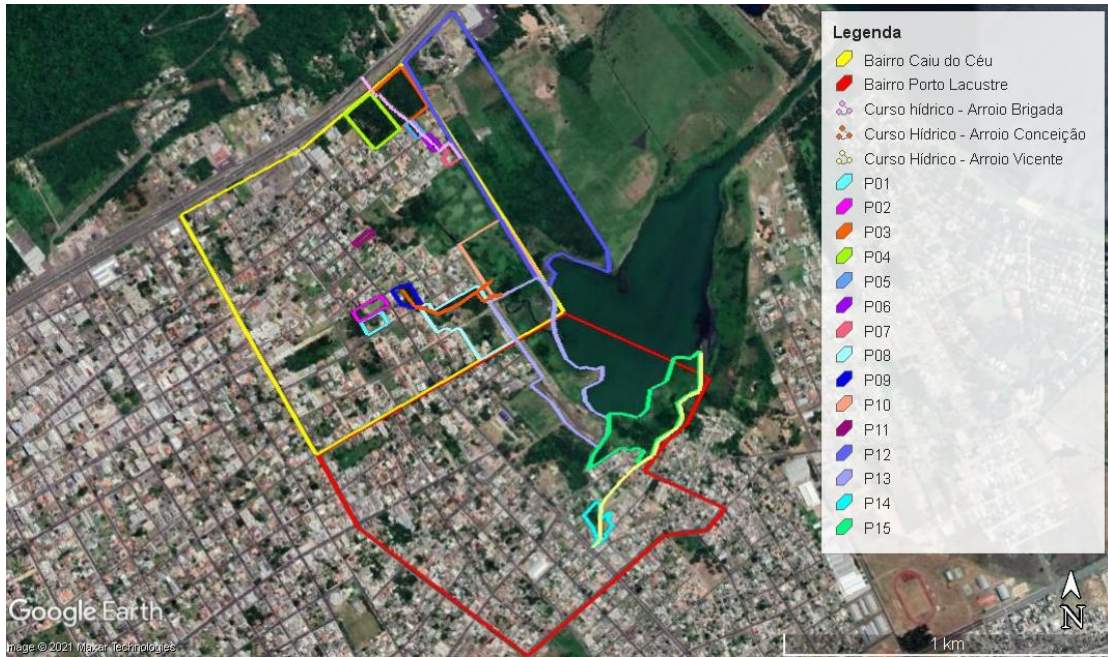 Legenda
Bairro Caiu do Céu
Bairro Porto Lacustre
Curso hídrico - Arroio Brigada
Curso Hídrico - Arroio Conceição
Curso Hídrico - Arroio Vicente
P01
P02
P03
P04
P05
P06
P07
P08
P09
P10
P11
P12
P13
P14
P15
Google Earth
N
mage © 2021 Maxar Technologies
1 km